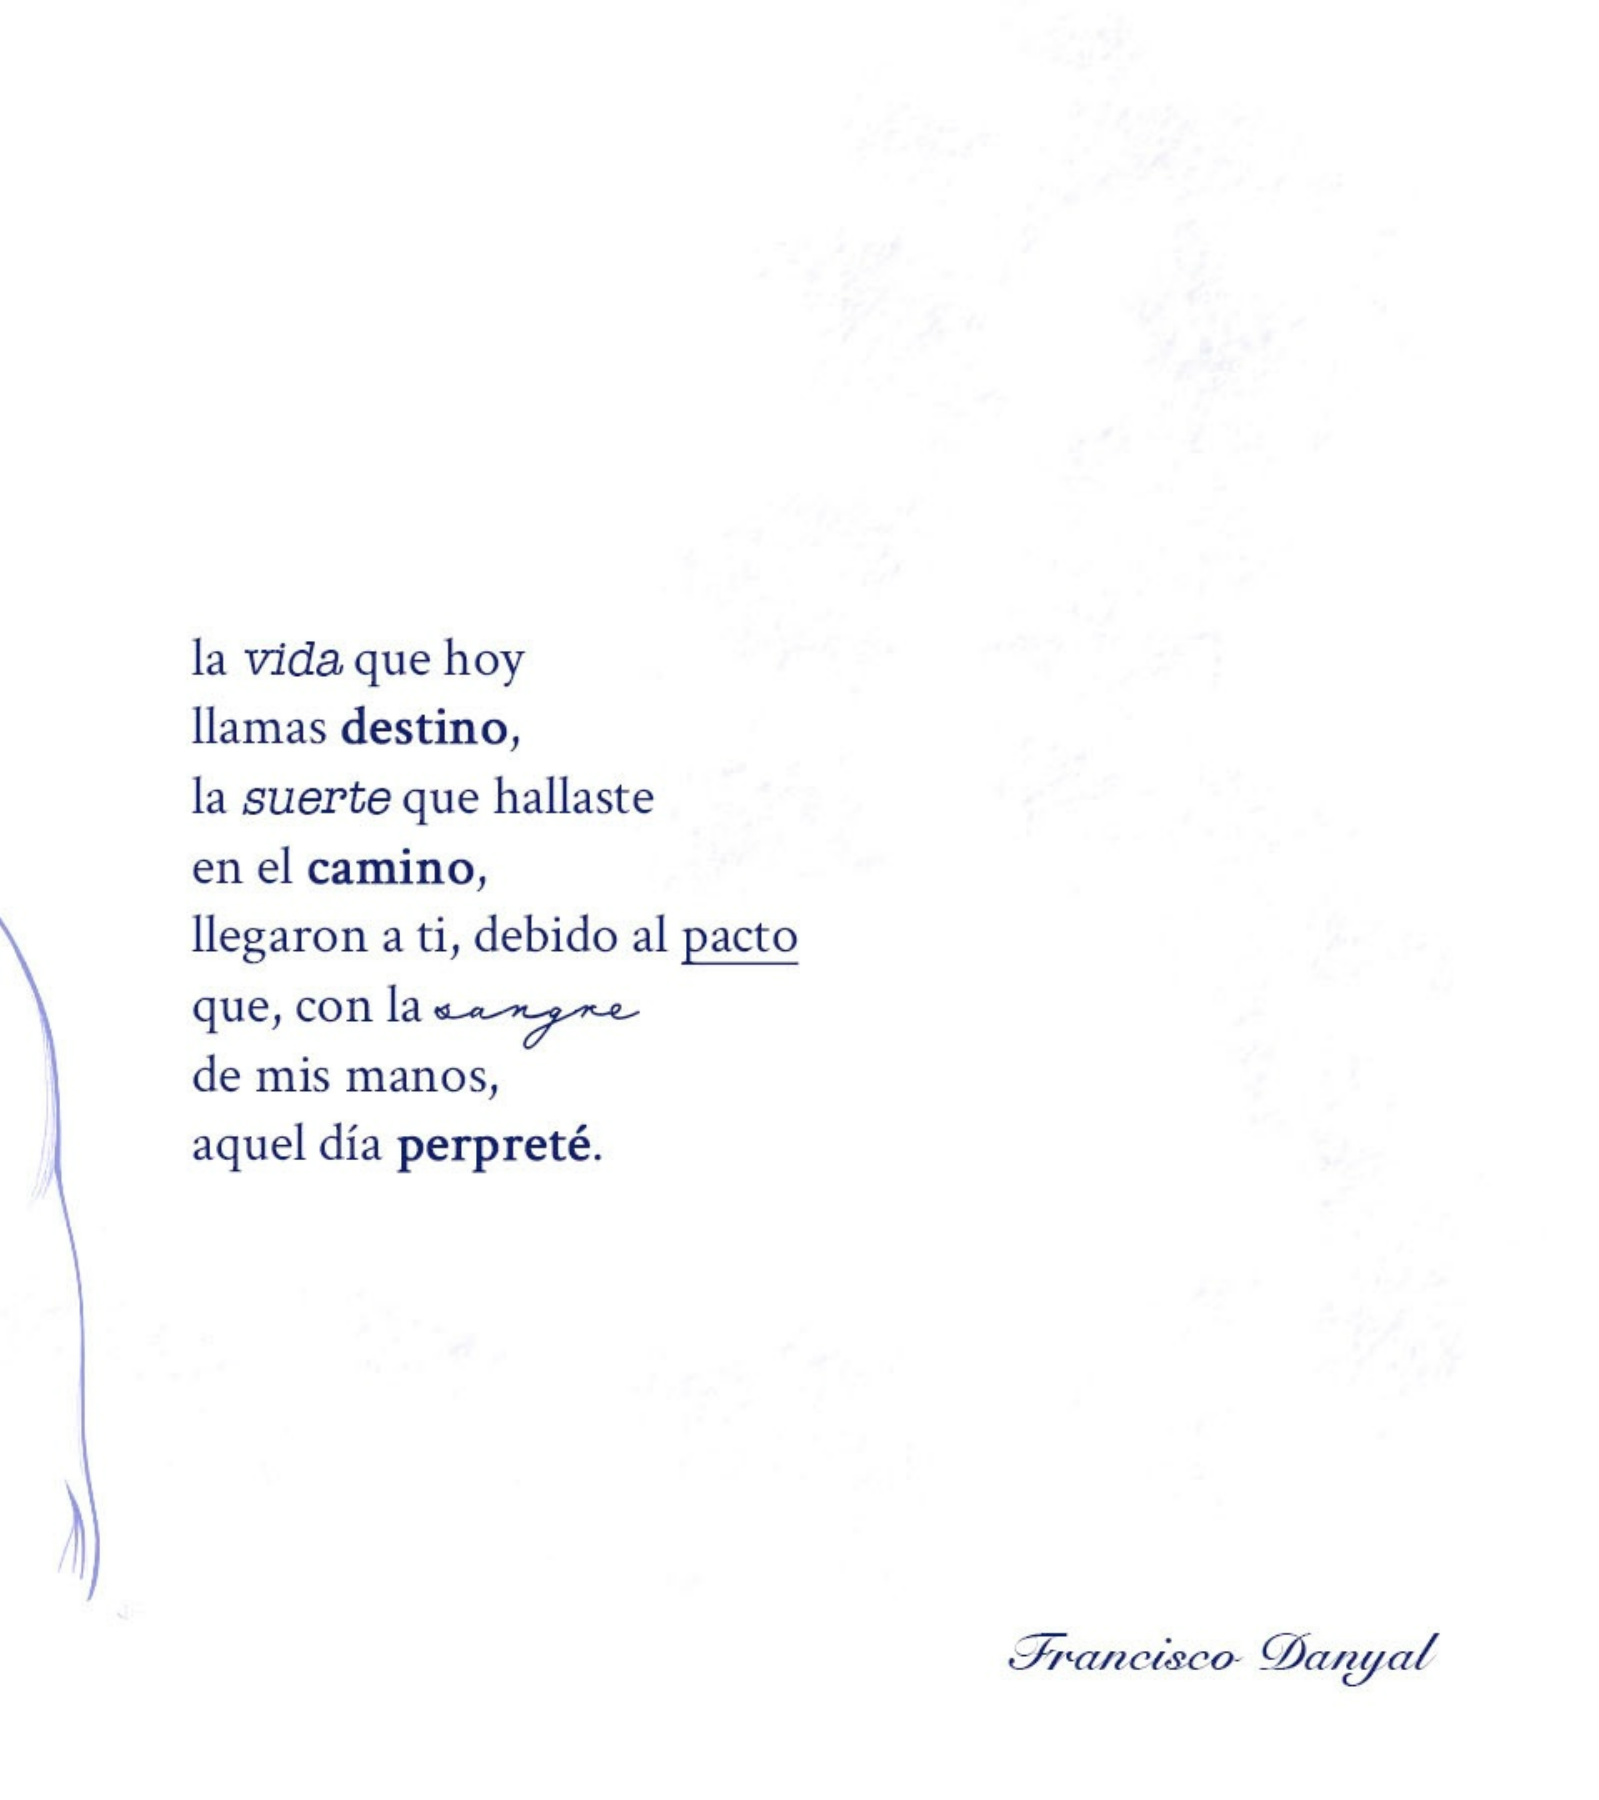 la vida que hoy
llamas destino,
la suerte que hallaste
en el camino,
llegaron a ti, debido al pacto
que, con la sangre
de mis manos,
aquel día perpreté.
Francisco Danyal